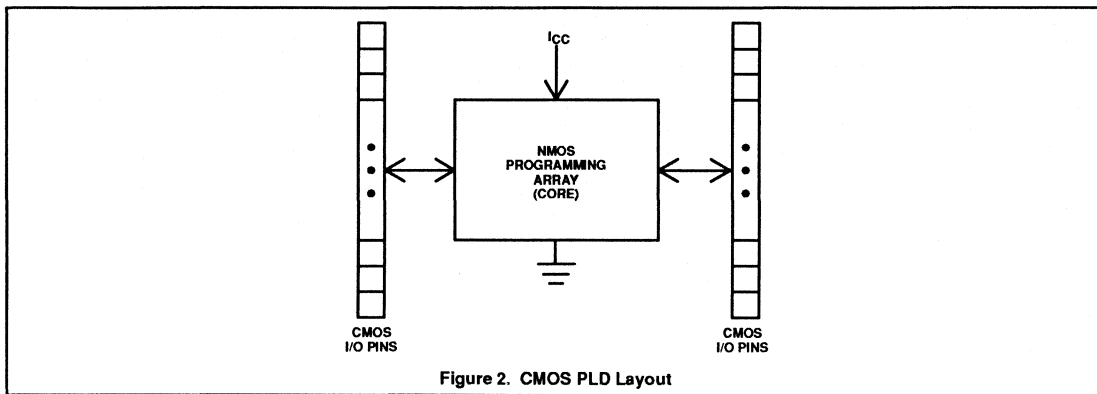 ICC
NMOS
PROGRAMMING
ARRAY
(CORE)
CMOS
I/O PINS
CMOS
I/O PINS
Figure 2. CMOS PLD Layout